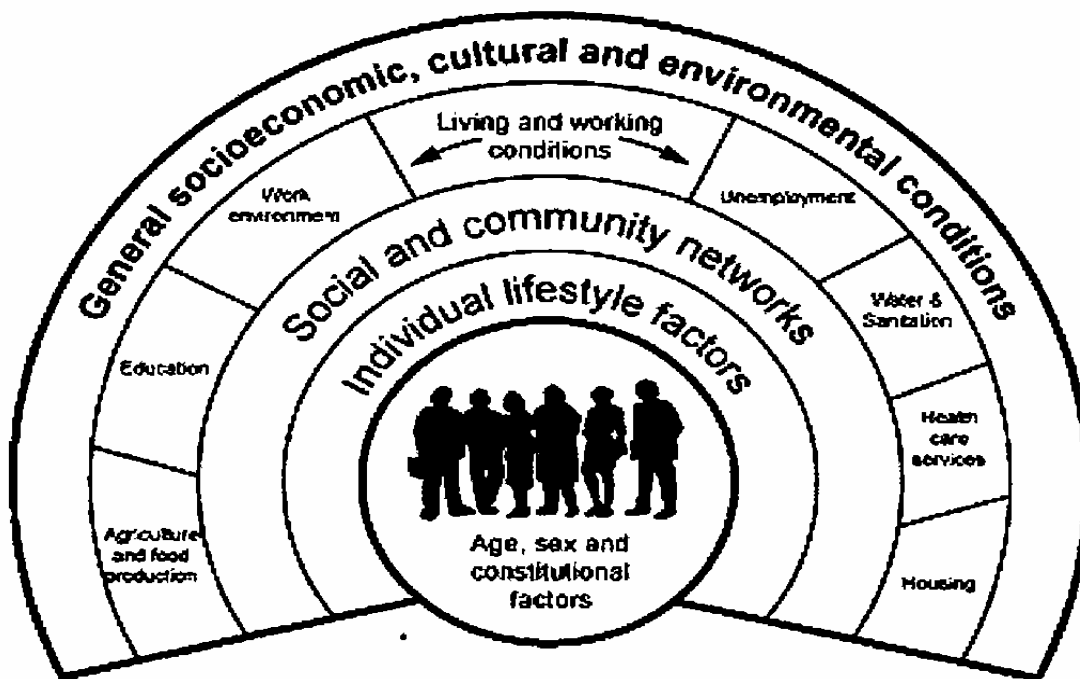 General socioeconomic, cultural and environmental conditions
Living and working
conditions
Work
environment
Unemployment
Education
Water &
Sanitation
Agriculture
and food
production
Health
care
services
Housing
Social and community networks
Individual lifestyle factors
Age, sex and
constitutional
factors